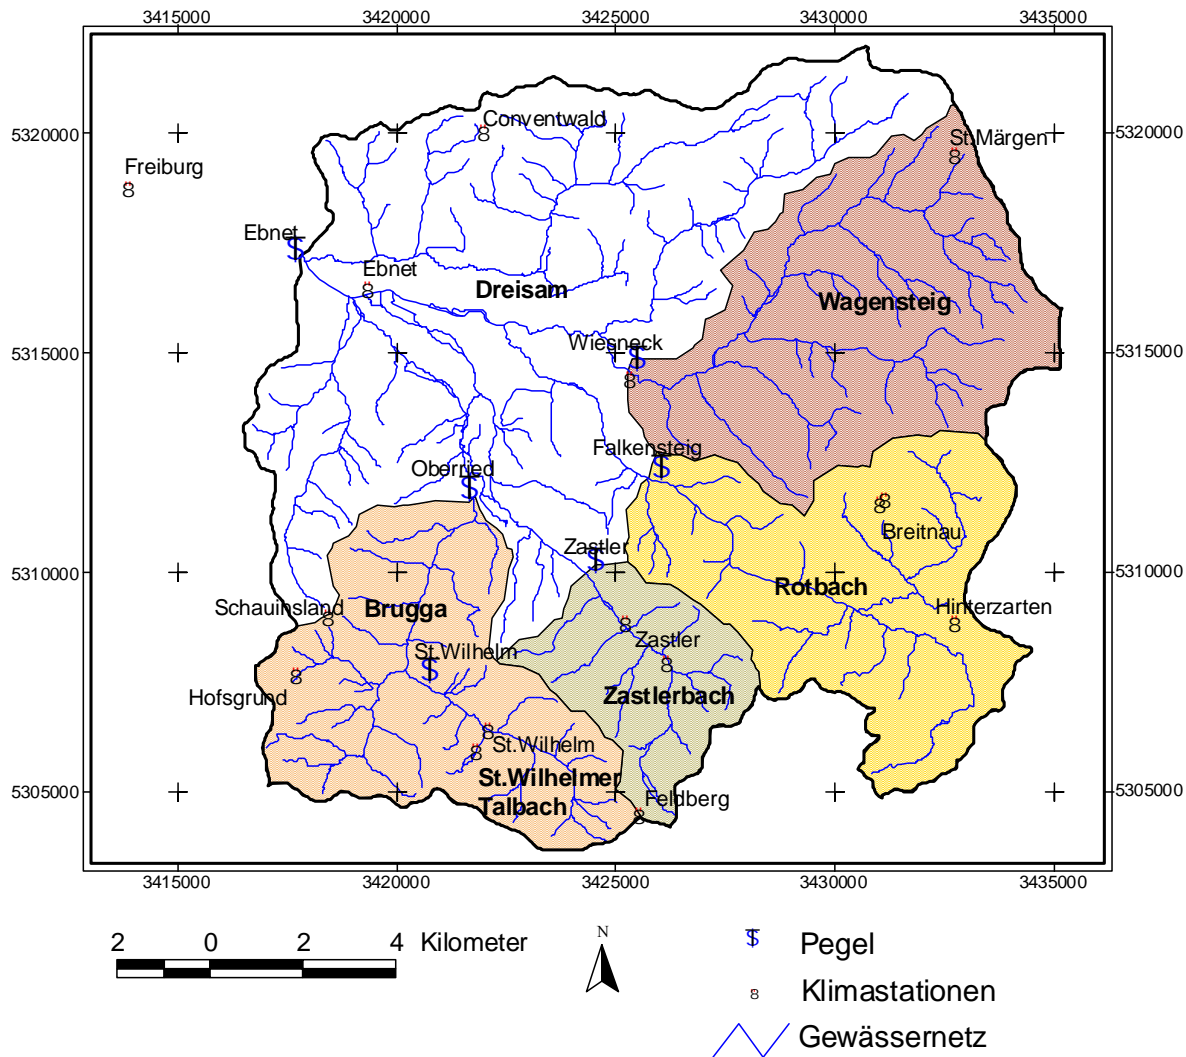 3415000 3420000 3425000 3430000 3435000
5320000 5320000
Conventwald
St.Märgen
Freiburg
Ebnet
Ebnet
Dreisam
Wagensteig
Wiesneck
5315000 5315000
Falkensteig
Oberried
Breitnau
Zastler
5310000 5310000
Rotbach
Schauinsland
Brugga
Hinterzarten
St.Wilhelm
Zastler
Hofsgrund
Zastlerbach
St.Wilhelm
St.Wilhelmer
Talbach
5305000 5305000
Feldberg
3415000 3420000 3425000 3430000 3435000
2 0 2 4 Kilometer
N
Pegel
Klimastationen
Gewässernetz